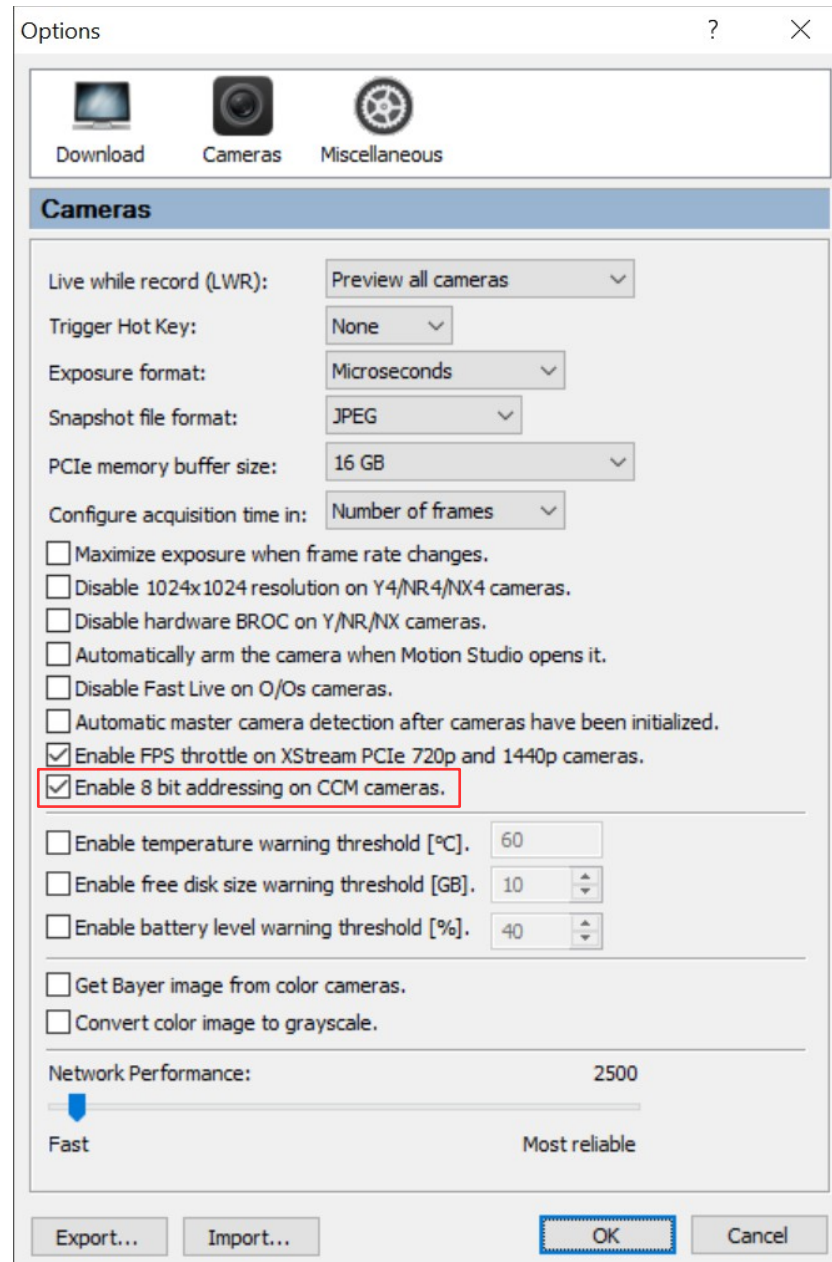 Options ?
Download Cameras Miscellaneous
Cameras
Live while record (LWR): Preview all cameras
Trigger Hot Key: None
Exposure format: Microseconds
Snapshot file format: JPEG
PCIe memory buffer size: 16 GB
Configure acquisition time in: Number of frames
Maximize exposure when frame rate changes.
Disable 1024x1024 resolution on Y4/NR4/NX4 cameras.
Disable hardware BROC on Y/NR/NX cameras.
Automatically arm the camera when Motion Studio opens it.
Disable Fast Live on O/Os cameras.
Automatic master camera detection after cameras have been initialized.
Enable FPS throttle on XStream PCIe 720p and 1440p cameras.
Enable 8 bit addressing on CCM cameras.
Enable temperature warning threshold [°C]. 60
Enable free disk size warning threshold [GB]. 10
Enable battery level warning threshold [%]. 40
Get Bayer image from color cameras.
Convert color image to grayscale.
Network Performance: 2500
Fast Most reliable
Export... Import... OK Cancel